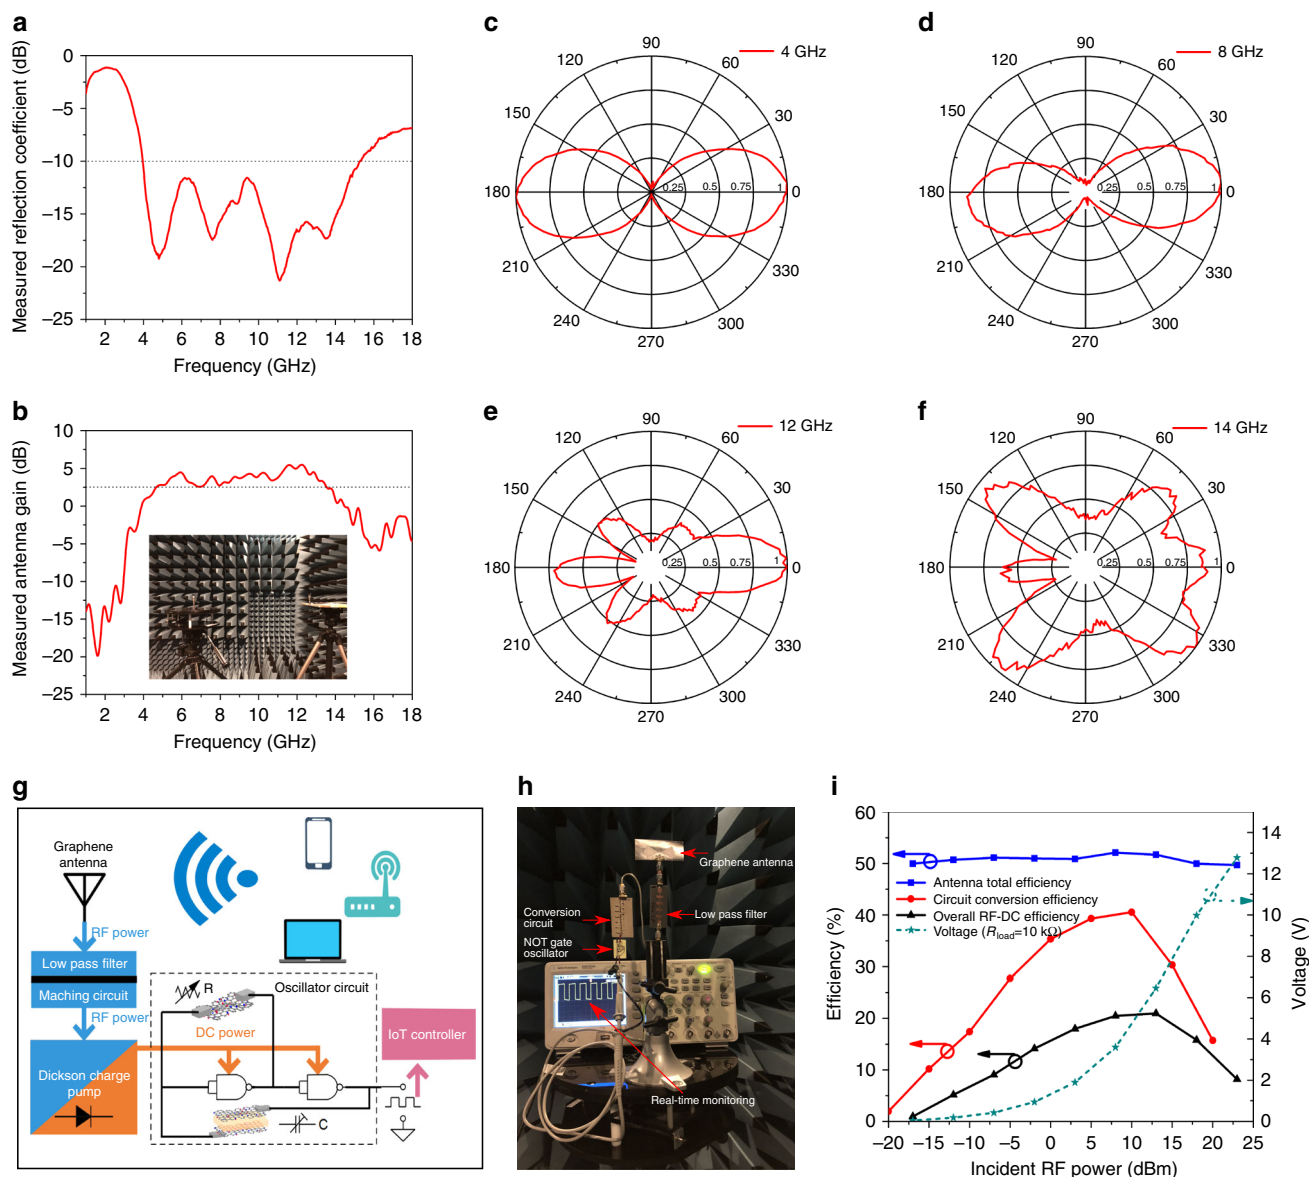 a
Measured reflection coefficient (dB)
0
−5
−10
−15
−20
−25
2 4 6 8 10 12 14 16 18
Frequency (GHz)
b
Measured antenna gain (dB)
10
5
0
−5
−10
−15
−20
−25
2 4 6 8 10 12 14 16 18
Frequency (GHz)
c
4 GHz
90
120 60
150 30
180 0.25 0.5 0.75 1 0
210 330
240 300
270
d
8 GHz
90
120 60
150 30
180 0.25 0.5 0.75 1 0
210 330
240 300
270
e
12 GHz
90
120 60
150 30
180 0.25 0.5 0.75 1 0
210 330
240 300
270
f
14 GHz
90
120 60
150 30
180 0.25 0.5 0.75 1 0
210 330
240 300
270
g
Graphene
antenna
RF power
Low pass filter
Maching circuit
RF power
Dickson charge
pump
R
Oscillator circuit
DC power
C
IoT controller
h
Graphene antenna
Conversion
circuit
Low pass filter
NOT gate
oscillator
Real-time monitoring
i
Efficiency (%)
60
50
40
30
20
10
0
Antenna total efficiency
Circuit conversion efficiency
Overall RF-DC efficiency
Voltage (Rload=10 kΩ)
14
12
10
8
6
4
2
0
Voltage (V)
−20 −15 −10 −5 0 5 10 15 20 25
Incident RF power (dBm)